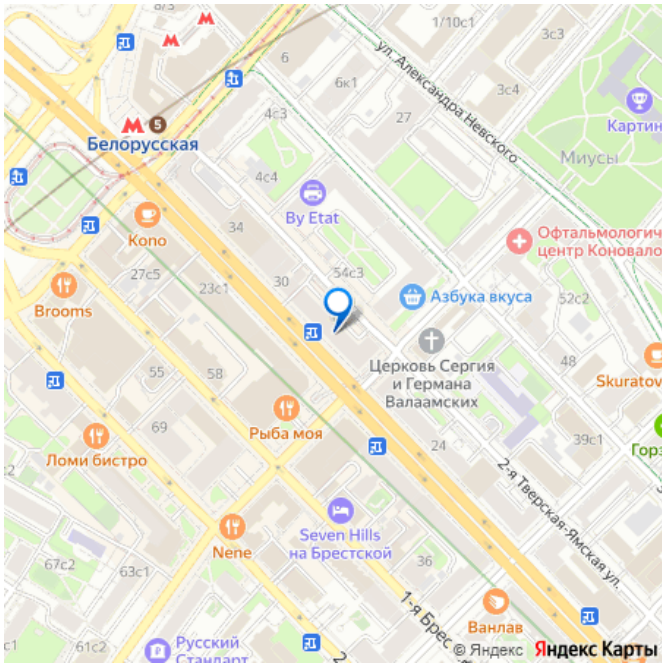 1/10с1
3с3
6
6к1
ул. Александра Невского
3с4
4с3
27
Картин
5
Белорусская
Миусы
4с4
By Etat
Копо
34
Офтальмологич
центр Коновало
27с5
30
54с3
23с1
Азбука вкуса
52с2
Brooms
Церковь Сергия
и Германа
Валаамских
48
55
58
Skuratov
69
Рыба моя
24
39с1
Горз
Ломи бистро
2-я Тверская-Ямская ул.
Seven Hills
на Брестской
Nene
67с2
63с1
36
1-я Брес
Ванлав
61с2
Русский
Стандарт
2
© Яндекс Яндекс Карты